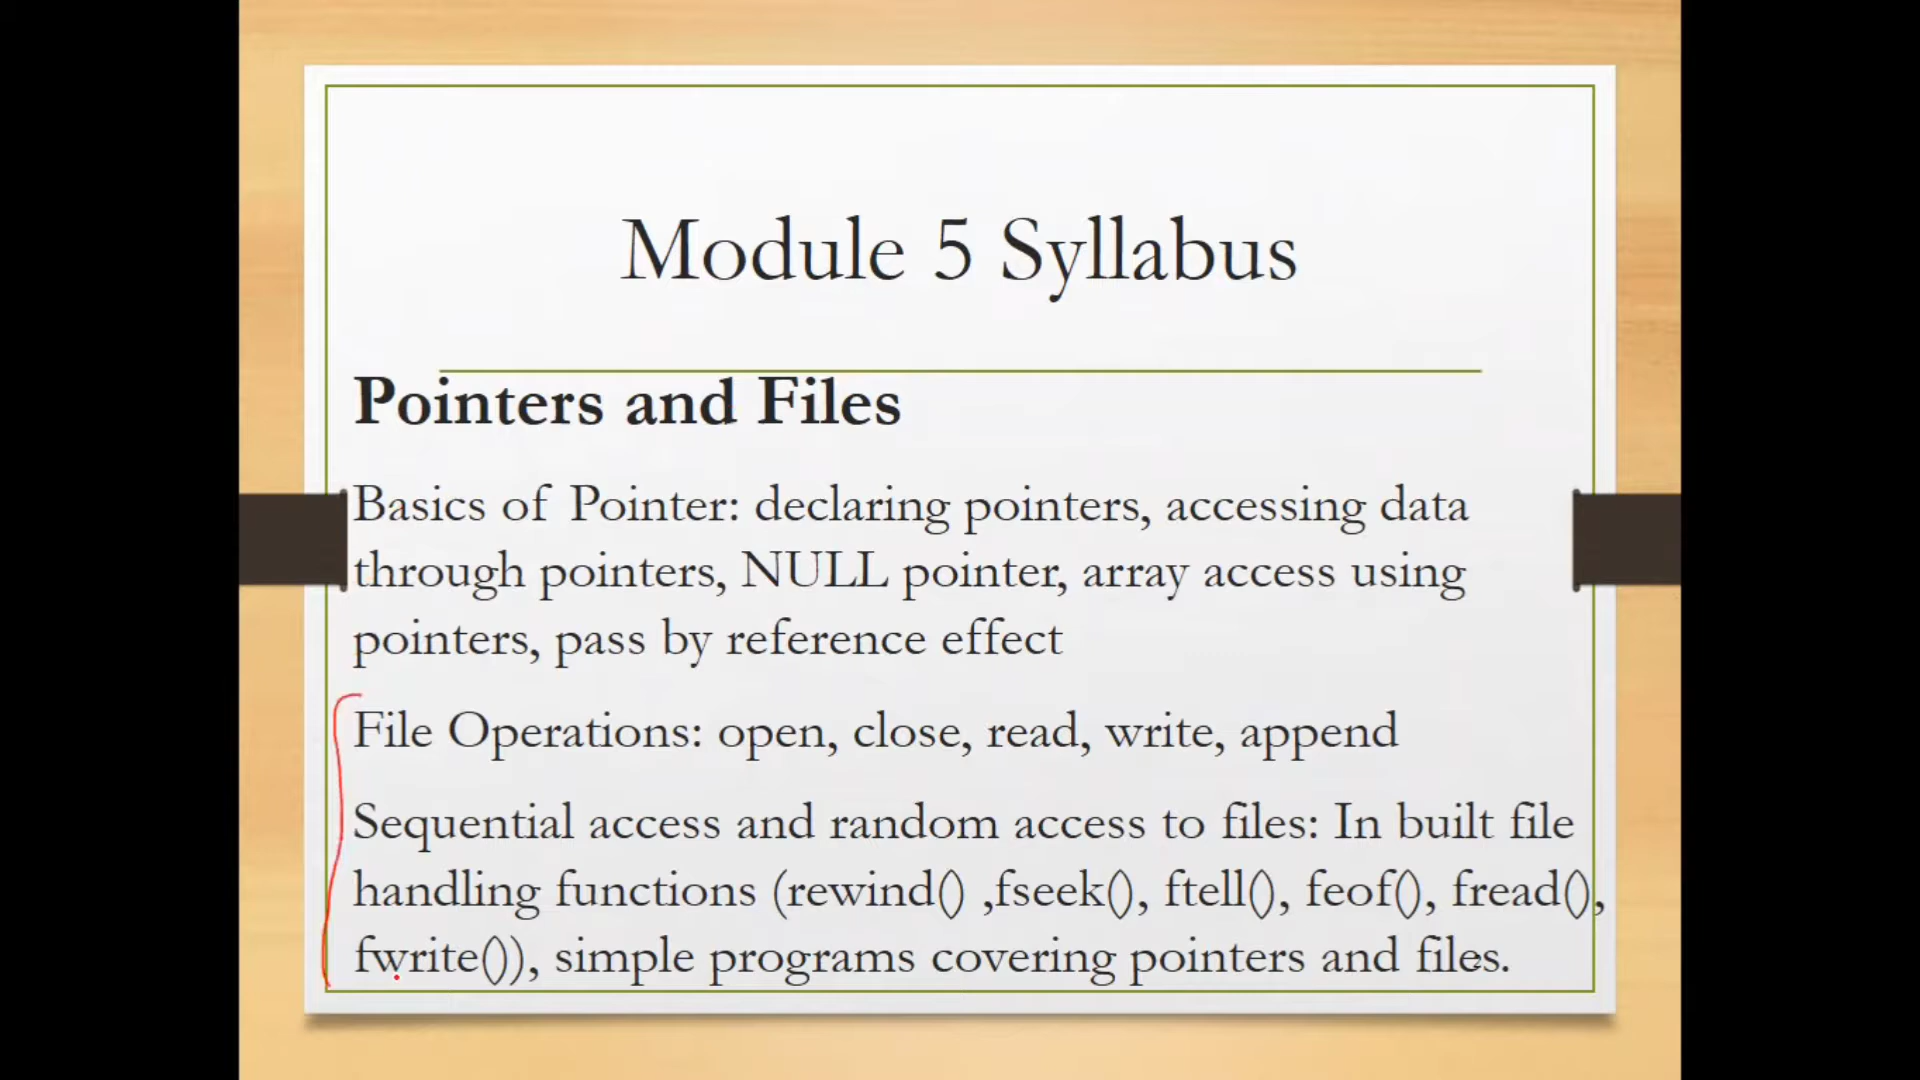 Module 5 Syllabus
Pointers and Files
Basics of Pointer: declaring pointers, accessing data
through pointers, NULL pointer, array access using
pointers, pass by reference effect
File Operations: open, close, read, write, append
Sequential access and random access to files: In built file
handling functions (rewind() ,fseek(), ftell(), feof(), fread(),
fwrite()), simple programs covering pointers and files.